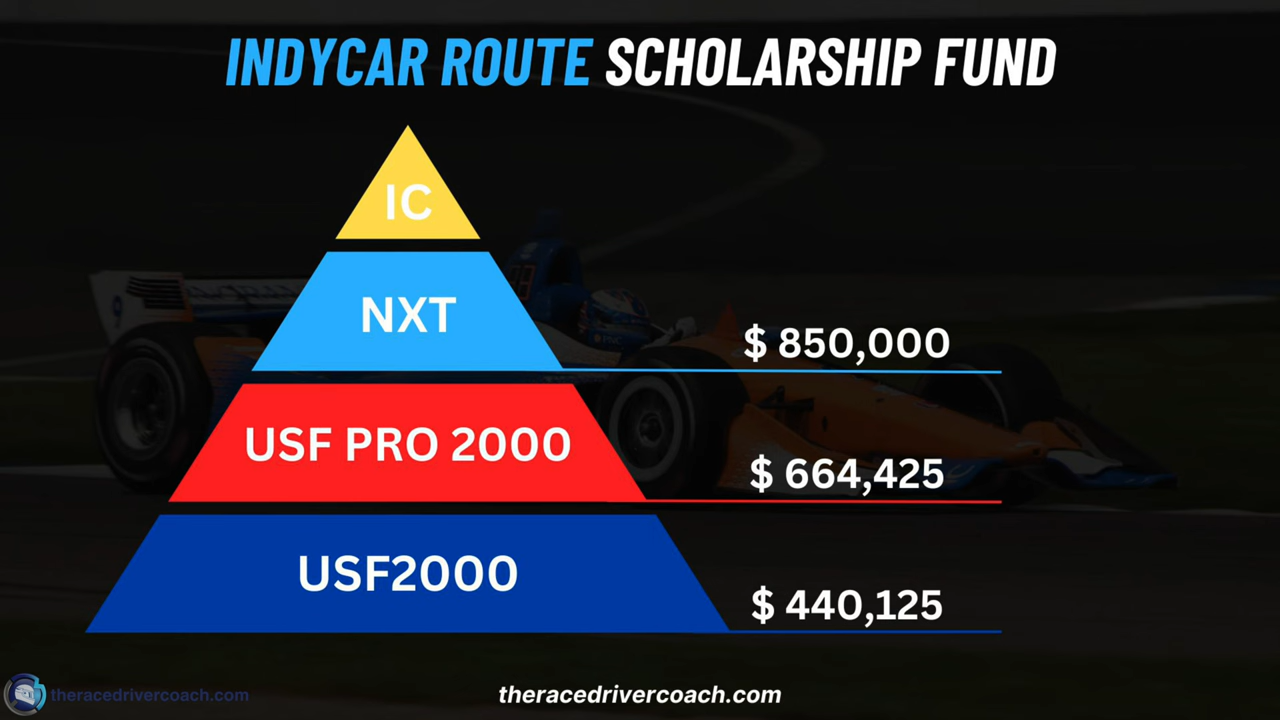 INDYCAR ROUTE SCHOLARSHIP FUND
IC
NXT
$ 850,000
USF PRO 2000
$ 664,425
USF2000
$ 440,125
theracedrivercoach.com
theracedrivercoach.com